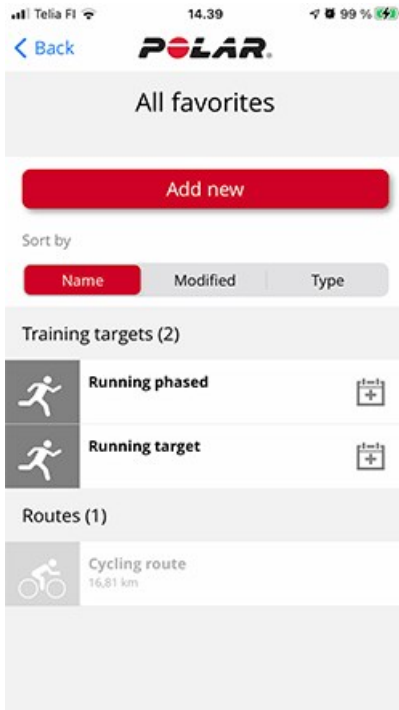 Telia FI 14.39 99 %
Back POLAR.
All favorites
Add new
Sort by
Name Modified Type
Training targets (2)
Running phased
Running target
Routes (1)
Cycling route
16,81 km